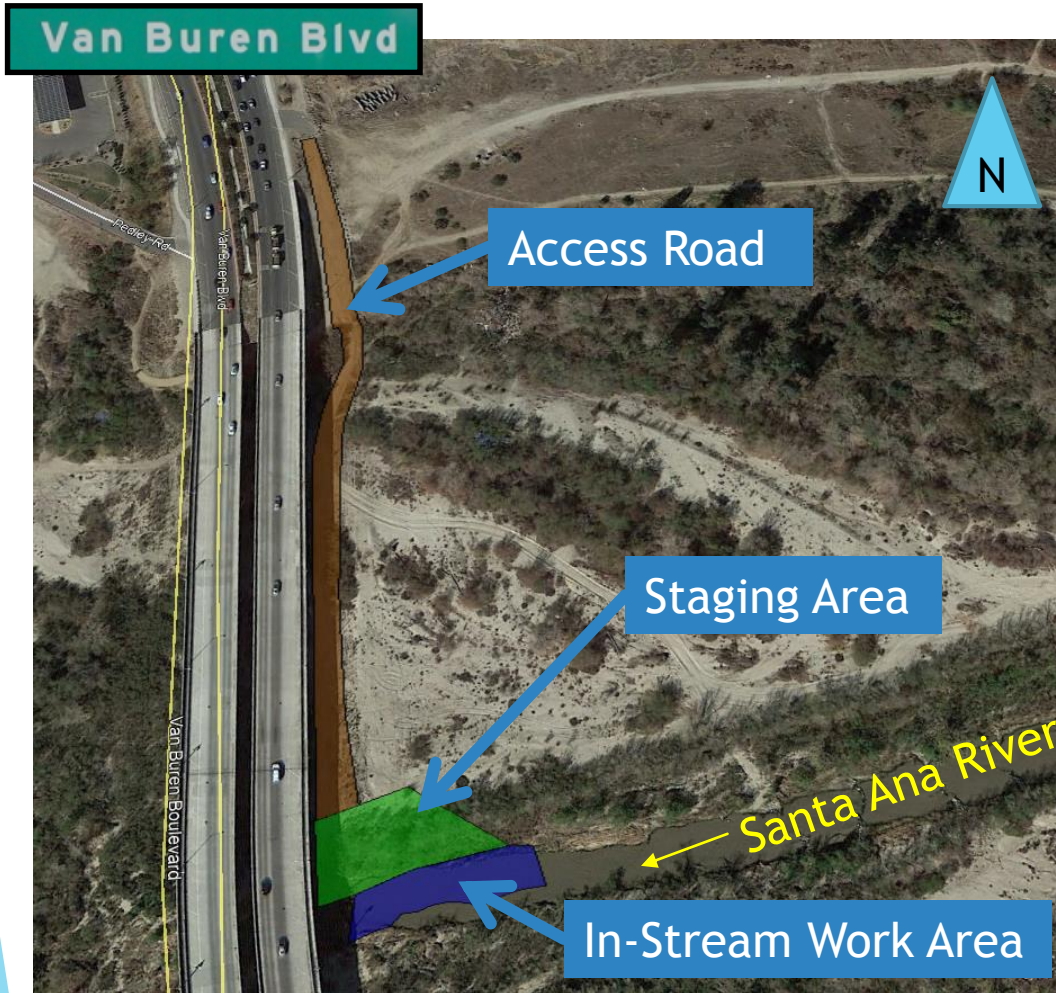 Van Buren Blvd
N
Access Road
Pedley Rd
Van Buren Blvd
Staging Area
Van Buren Boulevard
Santa Ana River
In-Stream Work Area